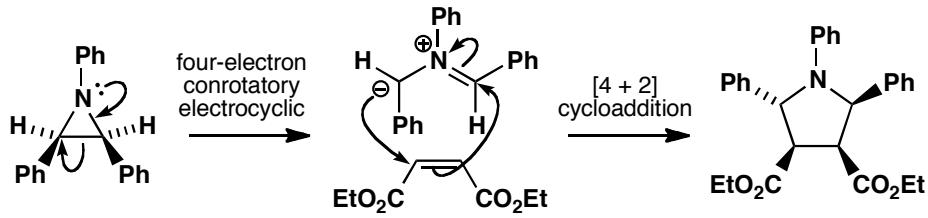 Ph
N
H
H
Ph
Ph
four-electron
conrotatory
electrocyclic
Ph
⊕
N
H
Ph
⊖
Ph
H
EtO2C
CO2Et
[4 + 2]
cycloaddition
Ph
N
Ph
Ph
EtO2C
CO2Et